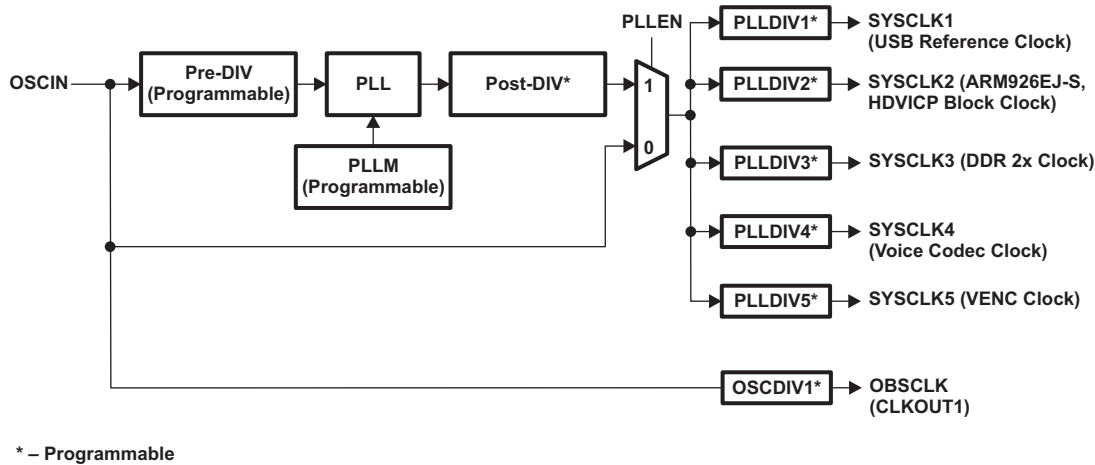 PLLEN
OSCIN
Pre-DIV
(Programmable)
PLL
Post-DIV*
PLLM
(Programmable)
1
0
PLLDIV1*
SYSCLK1
(USB Reference Clock)
PLLDIV2*
SYSCLK2 (ARM926EJ-S,
HDVICP Block Clock)
PLLDIV3*
SYSCLK3 (DDR 2x Clock)
PLLDIV4*
SYSCLK4
(Voice Codec Clock)
PLLDIV5*
SYSCLK5 (VENC Clock)
OSCDIV1*
OBSCLK
(CLKOUT1)
* – Programmable